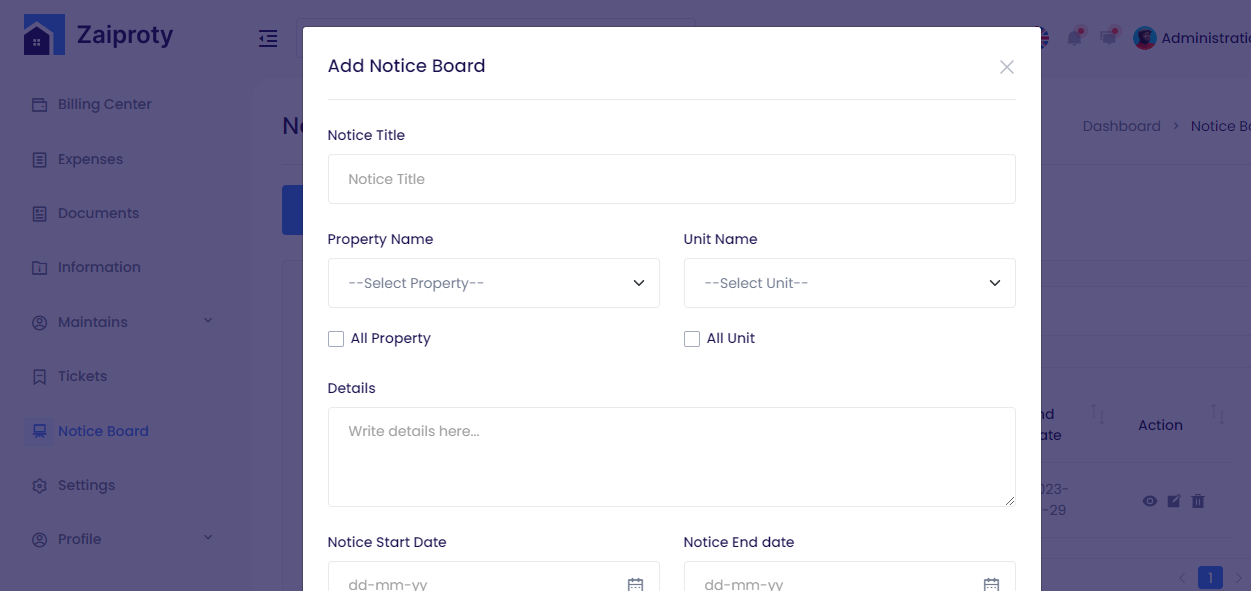 Zaiproty
Administratio
Add Notice Board
Billing Center
Expenses
Documents
Information
Maintains
Tickets
Notice Board
Settings
Profile
Dashboard > Notice Bo
Notice Title
Notice Title
Property Name
Unit Name
--Select Property--
--Select Unit--
All Property
All Unit
Details
Write details here...
Notice Start Date
Notice End date
dd-mm-yy
dd-mm-yy
nd
ate
Action
023-
-29
1